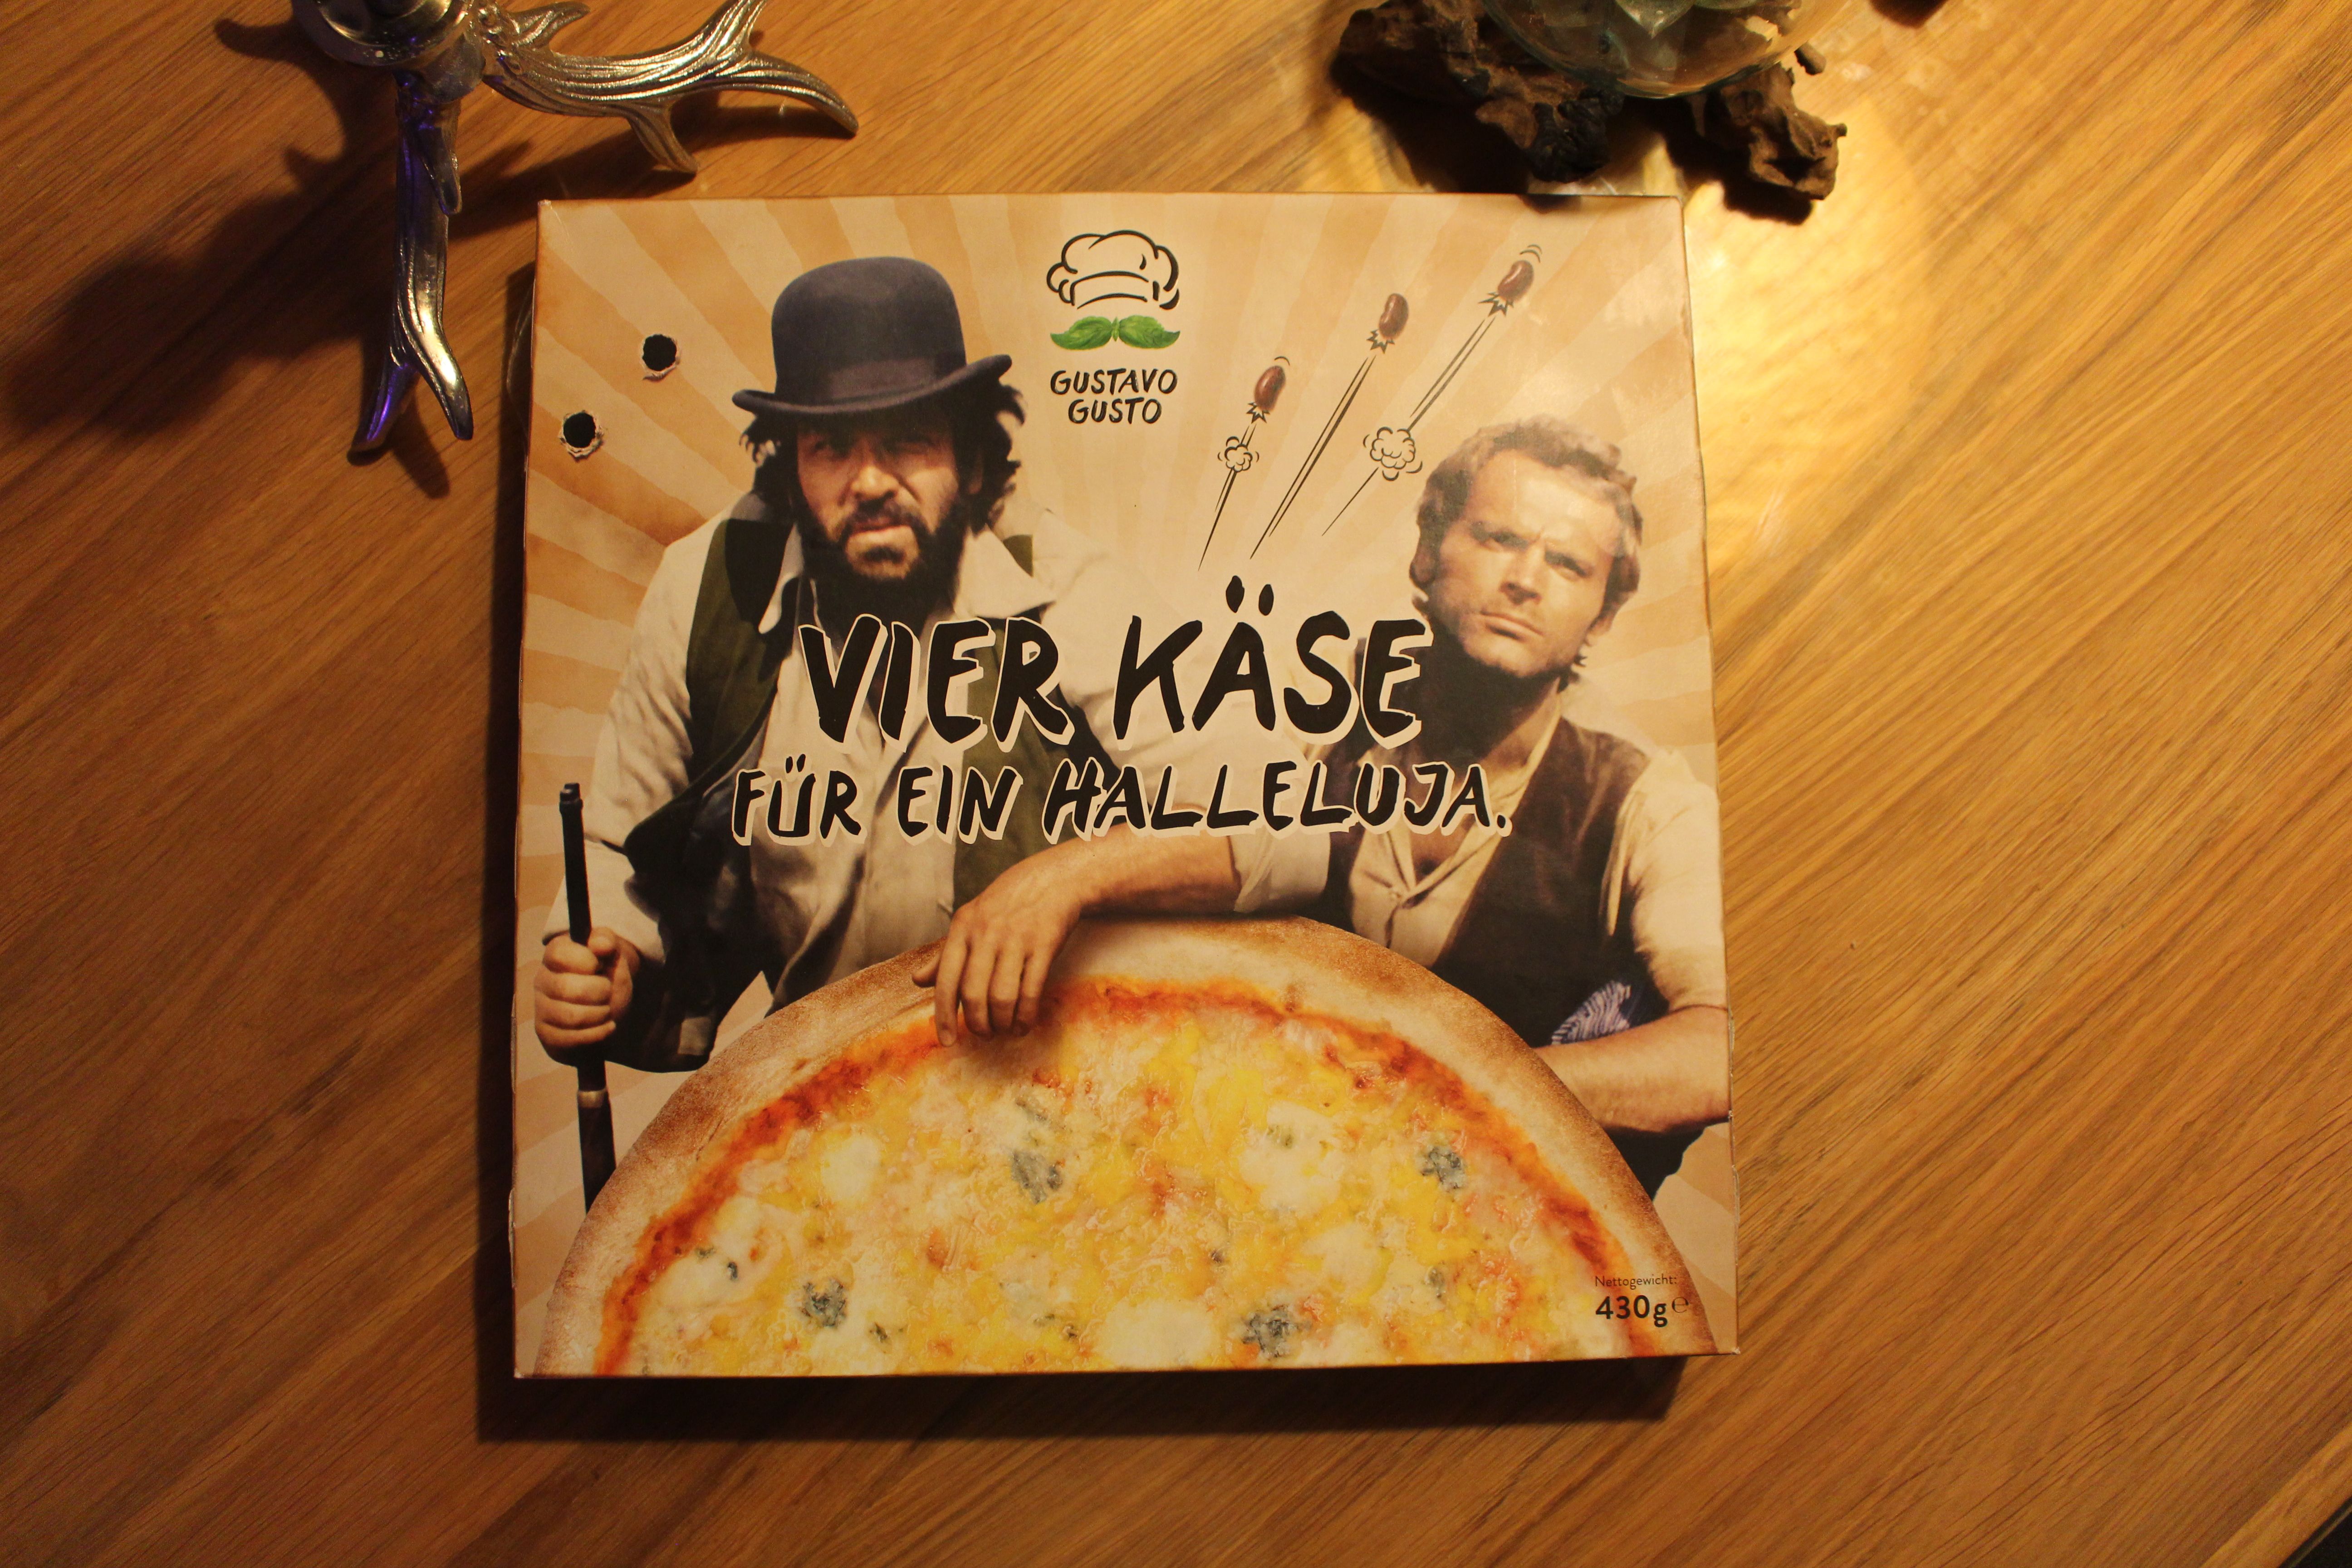 GUSTAVO
GUSTO
VIER KÄSE
FÜR EIN HALLELUJA.
Nettogewicht:
430g ℮